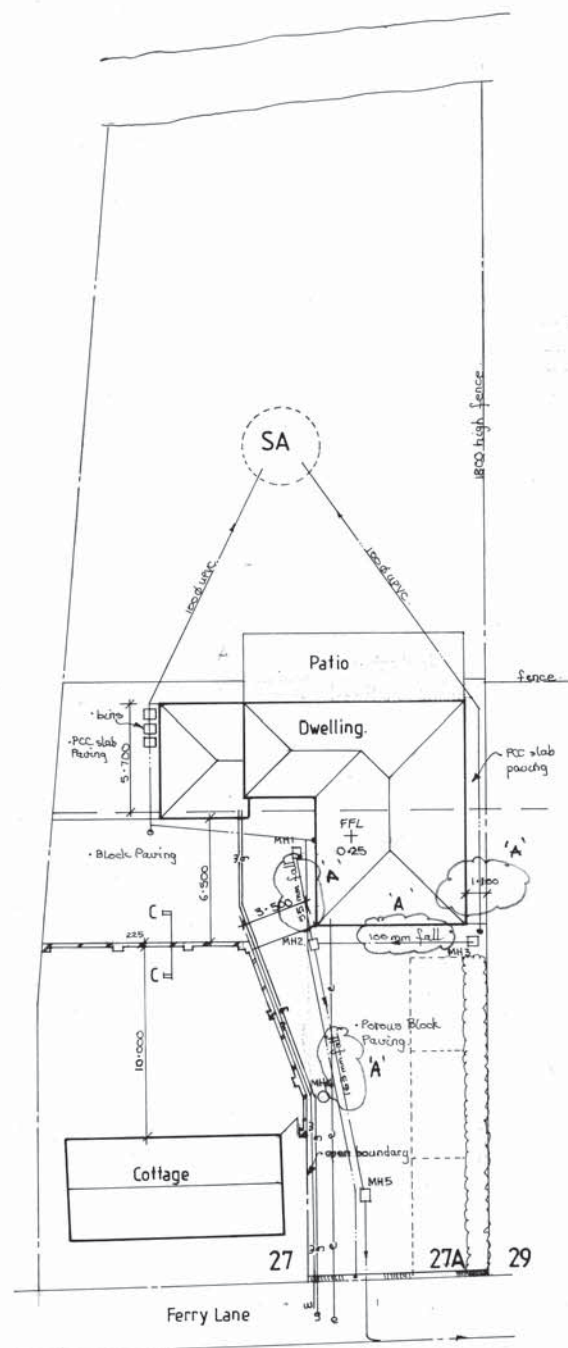 SA
1800 high fence.
100 ø upvc.
100 ø upvc.
Patio
fence
Dwelling.
• bins
• PCC slab
Paving
5·700
PCC slab
paving
FFL
0·25
'A'
MH1
• Block Paving
'A'
6·500
3·500
'A'
1·100
C
225
MH2
100 mm fall
MH3
C
• Porous Block
Paving
10·000
'A'
open boundary
Cottage
MH5
27
27A
29
Ferry Lane